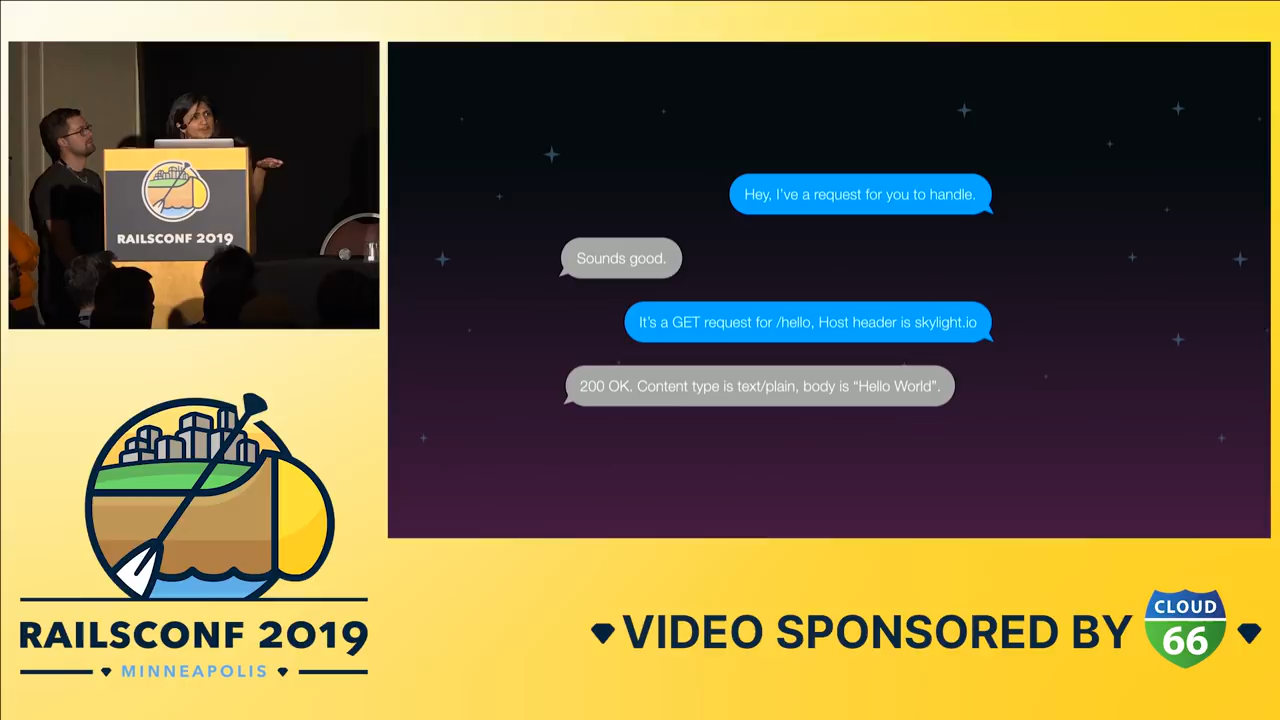 RAILSCONF 2019
Hey, I've a request for you to handle.
Sounds good.
It's a GET request for /hello, Host header is skylight.io
200 OK. Content type is text/plain, body is “Hello World”.
RAILSCONF 2019
MINNEAPOLIS
VIDEO SPONSORED BY
CLOUD
66